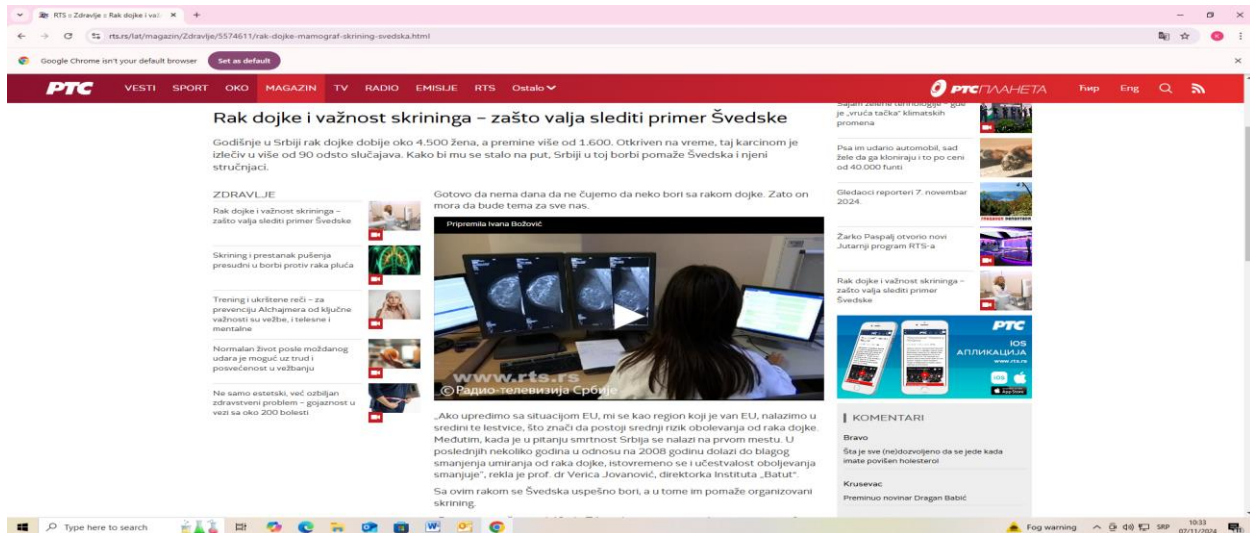 RTS :: Zdravlje :: Rak dojke i važ
rts.rs/lat/magazin/Zdravlje/5574611/rak-dojke-mamograf-skrining-svedska.html
Google Chrome isn't your default browser
Set as default
РТС
VESTI SPORT OKO MAGAZIN TV RADIO EMISIJE RTS Ostalo
РТС ПЛАНЕТА
Ћир Eng
Rak dojke i važnost skrininga – zašto valja slediti primer Švedske
Godišnje u Srbiji rak dojke dobije oko 4.500 žena, a premine više od 1.600. Otkriven na vreme, taj karcinom je
izlečiv u više od 90 odsto slučajava. Kako bi mu se stalo na put, Srbiji u toj borbi pomaže Švedska i njeni
stručnjaci.
ZDRAVLJE
Rak dojke i važnost skrininga –
zašto valja slediti primer Švedske
Skrining i prestanak pušenja
presudni u borbi protiv raka pluća
Trening i ukrštene reči – za
prevenciju Alchajmera od ključne
važnosti su vežbe, i telesne i
mentalne
Normalan život posle moždanog
udara je moguć uz trud i
posvećenost u vežbanju
Ne samo estetski, već ozbiljan
zdravstveni problem – gojaznost u
vezi sa oko 200 bolesti
Gotovo da nema dana da ne čujemo da neko bori sa rakom dojke. Zato on
mora da bude tema za sve nas.
Pripremila Ivana Božović
www.rts.rs
©Радио-телевизија Србије
„Ako upredimo sa situacijom EU, mi se kao region koji je van EU, nalazimo u
sredini te lestvice, što znači da postoji srednji rizik obolevanja od raka dojke.
Međutim, kada je u pitanju smrtnost Srbija se nalazi na prvom mestu. U
poslednjih nekoliko godina u odnosu na 2008 godinu dolazi do blagog
smanjenja umiranja od raka dojke, istovremeno se i učestvalost oboljevanja
smanjuje“, rekla je prof. dr Verica Jovanović, direktorka Instituta „Batut“.
Sa ovim rakom se Švedska uspešno bori, a u tome im pomaže organizovani
skrining.
Sajam zelene tehnologije – gde
je „vruća tačka“ klimatskih
promena
Psa im udario automobil, sad
žele da ga kloniraju i to po ceni
od 40.000 funti
Gledaoci reporteri 7. novembar
2024.
Žarko Paspalj otvorio novi
Jutarnji program RTS-a
Rak dojke i važnost skrininga –
zašto valja slediti primer
Švedske
РТС
iOS
АПЛИКАЦИЈА
www.rts.rs
iOS
KOMENTARI
Bravo
Šta je sve (ne)dozvoljeno da se jede kada
imate povišen holesterol
Krusevac
Preminuo novinar Dragan Babić
Type here to search
Fog warning
SRP
10:33
07/11/2024